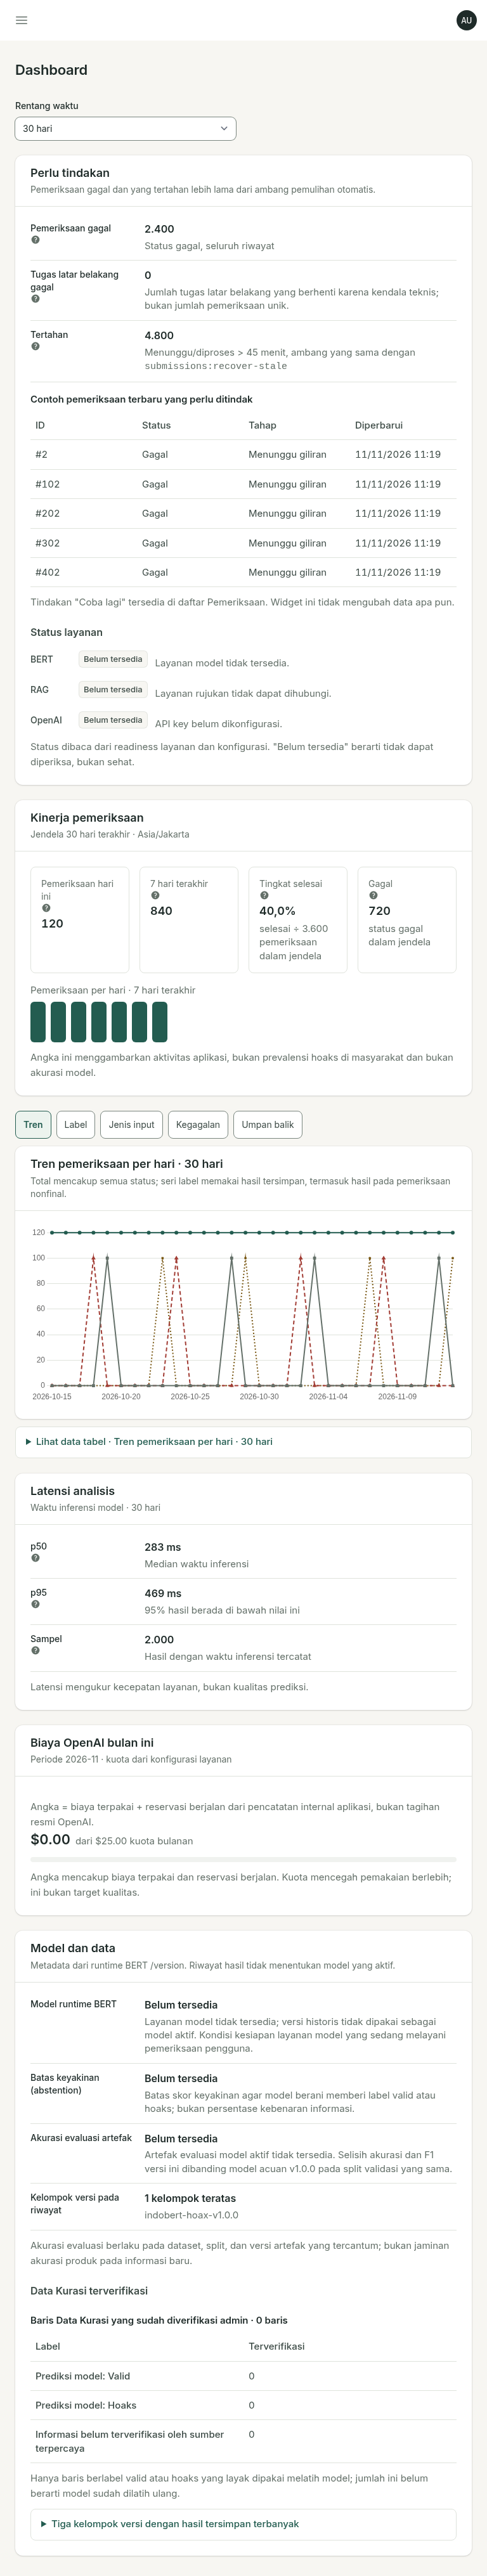 AU
Dashboard
Rentang waktu
30 hari
Perlu tindakan
Pemeriksaan gagal dan yang tertahan lebih lama dari ambang pemulihan otomatis.
Pemeriksaan gagal
2.400
Status gagal, seluruh riwayat
Tugas latar belakang
gagal
0
Jumlah tugas latar belakang yang berhenti karena kendala teknis;
bukan jumlah pemeriksaan unik.
Tertahan
4.800
Menunggu/diproses > 45 menit, ambang yang sama dengan
submissions:recover-stale
Contoh pemeriksaan terbaru yang perlu ditindak
ID Status Tahap Diperbarui
#2 Gagal Menunggu giliran 11/11/2026 11:19
#102 Gagal Menunggu giliran 11/11/2026 11:19
#202 Gagal Menunggu giliran 11/11/2026 11:19
#302 Gagal Menunggu giliran 11/11/2026 11:19
#402 Gagal Menunggu giliran 11/11/2026 11:19
Tindakan "Coba lagi" tersedia di daftar Pemeriksaan. Widget ini tidak mengubah data apa pun.
Status layanan
BERT Belum tersedia Layanan model tidak tersedia.
RAG Belum tersedia Layanan rujukan tidak dapat dihubungi.
OpenAI Belum tersedia API key belum dikonfigurasi.
Status dibaca dari readiness layanan dan konfigurasi. "Belum tersedia" berarti tidak dapat
diperiksa, bukan sehat.
Kinerja pemeriksaan
Jendela 30 hari terakhir · Asia/Jakarta
Pemeriksaan hari
ini
120
7 hari terakhir
840
Tingkat selesai
40,0%
selesai ÷ 3.600
pemeriksaan
dalam jendela
Gagal
720
status gagal
dalam jendela
Pemeriksaan per hari · 7 hari terakhir
Angka ini menggambarkan aktivitas aplikasi, bukan prevalensi hoaks di masyarakat dan bukan
akurasi model.
Tren Label Jenis input Kegagalan Umpan balik
Tren pemeriksaan per hari · 30 hari
Total mencakup semua status; seri label memakai hasil tersimpan, termasuk hasil pada pemeriksaan
nonfinal.
120
100
80
60
40
20
0
2026-10-15 2026-10-20 2026-10-25 2026-10-30 2026-11-04 2026-11-09
Lihat data tabel · Tren pemeriksaan per hari · 30 hari
Latensi analisis
Waktu inferensi model · 30 hari
p50
283 ms
Median waktu inferensi
p95
469 ms
95% hasil berada di bawah nilai ini
Sampel
2.000
Hasil dengan waktu inferensi tercatat
Latensi mengukur kecepatan layanan, bukan kualitas prediksi.
Biaya OpenAI bulan ini
Periode 2026-11 · kuota dari konfigurasi layanan
Angka = biaya terpakai + reservasi berjalan dari pencatatan internal aplikasi, bukan tagihan
resmi OpenAI.
$0.00 dari $25.00 kuota bulanan
Angka mencakup biaya terpakai dan reservasi berjalan. Kuota mencegah pemakaian berlebih;
ini bukan target kualitas.
Model dan data
Metadata dari runtime BERT /version. Riwayat hasil tidak menentukan model yang aktif.
Model runtime BERT
Belum tersedia
Layanan model tidak tersedia; versi historis tidak dipakai sebagai
model aktif. Kondisi kesiapan layanan model yang sedang melayani
pemeriksaan pengguna.
Batas keyakinan
(abstention)
Belum tersedia
Batas skor keyakinan agar model berani memberi label valid atau
hoaks; bukan persentase kebenaran informasi.
Akurasi evaluasi artefak
Belum tersedia
Artefak evaluasi model aktif tidak tersedia. Selisih akurasi dan F1
versi ini dibanding model acuan v1.0.0 pada split validasi yang sama.
Kelompok versi pada
riwayat
1 kelompok teratas
indobert-hoax-v1.0.0
Akurasi evaluasi berlaku pada dataset, split, dan versi artefak yang tercantum; bukan jaminan
akurasi produk pada informasi baru.
Data Kurasi terverifikasi
Baris Data Kurasi yang sudah diverifikasi admin · 0 baris
Label Terverifikasi
Prediksi model: Valid 0
Prediksi model: Hoaks 0
Informasi belum terverifikasi oleh sumber
terpercaya
0
Hanya baris berlabel valid atau hoaks yang layak dipakai melatih model; jumlah ini belum
berarti model sudah dilatih ulang.
Tiga kelompok versi dengan hasil tersimpan terbanyak